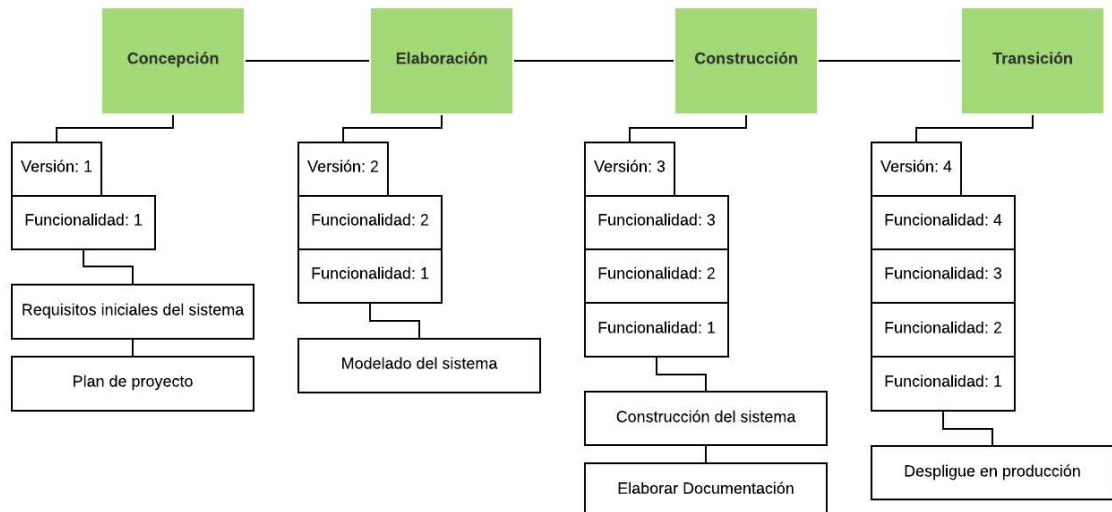 Concepción
Elaboración
Construcción
Transición
Versión: 1
Funcionalidad: 1
Requisitos iniciales del sistema
Plan de proyecto
Versión: 2
Funcionalidad: 2
Funcionalidad: 1
Modelado del sistema
Versión: 3
Funcionalidad: 3
Funcionalidad: 2
Funcionalidad: 1
Construcción del sistema
Elaborar Documentación
Versión: 4
Funcionalidad: 4
Funcionalidad: 3
Funcionalidad: 2
Funcionalidad: 1
Despligue en producción